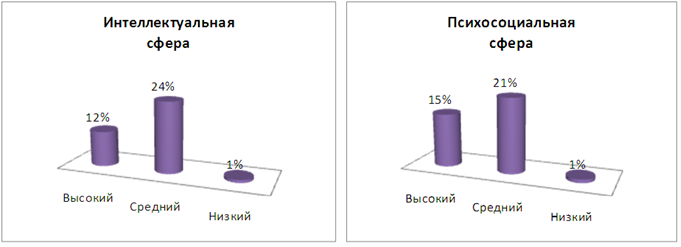 Интеллектуальная
сфера
24%
12%
1%
Высокий
Средний
Низкий
Психосоциальная
сфера
21%
15%
1%
Высокий
Средний
Низкий